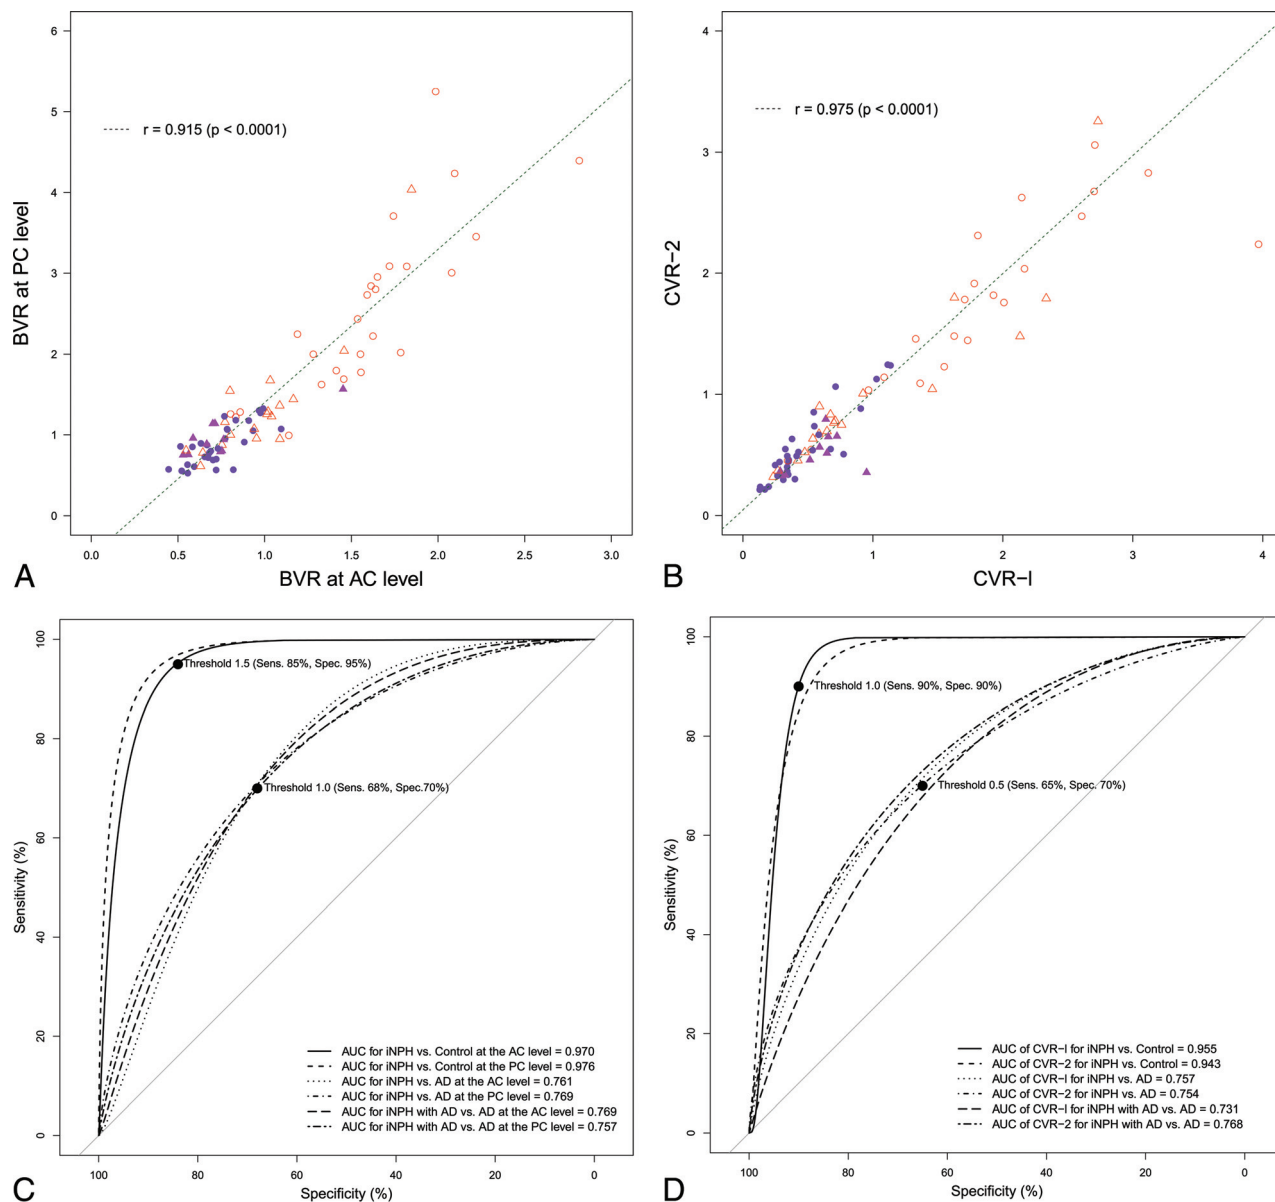 6
5
4
3
2
1
0
BVR at PC level
r = 0.915 (p < 0.0001)
0.0 0.5 1.0 1.5 2.0 2.5 3.0
BVR at AC level
A
4
3
2
1
0
CVR−2
r = 0.975 (p < 0.0001)
0 1 2 3 4
CVR−I
B
100
80
60
40
20
0
Sensitivity (%)
Threshold 1.5 (Sens. 85%, Spec. 95%)
Threshold 1.0 (Sens. 68%, Spec.70%)
AUC for iNPH vs. Control at the AC level = 0.970
AUC for iNPH vs. Control at the PC level = 0.976
AUC for iNPH vs. AD at the AC level = 0.761
AUC for iNPH vs. AD at the PC level = 0.769
AUC for iNPH with AD vs. AD at the AC level = 0.769
AUC for iNPH with AD vs. AD at the PC level = 0.757
100 80 60 40 20 0
Specificity (%)
C
100
80
60
40
20
0
Sensitivity (%)
Threshold 1.0 (Sens. 90%, Spec. 90%)
Threshold 0.5 (Sens. 65%, Spec. 70%)
AUC of CVR−I for iNPH vs. Control = 0.955
AUC of CVR−2 for iNPH vs. Control = 0.943
AUC of CVR−I for iNPH vs. AD = 0.757
AUC of CVR−2 for iNPH vs. AD = 0.754
AUC of CVR−I for iNPH with AD vs. AD = 0.731
AUC of CVR−2 for iNPH with AD vs. AD = 0.768
100 80 60 40 20 0
Specificity (%)
D